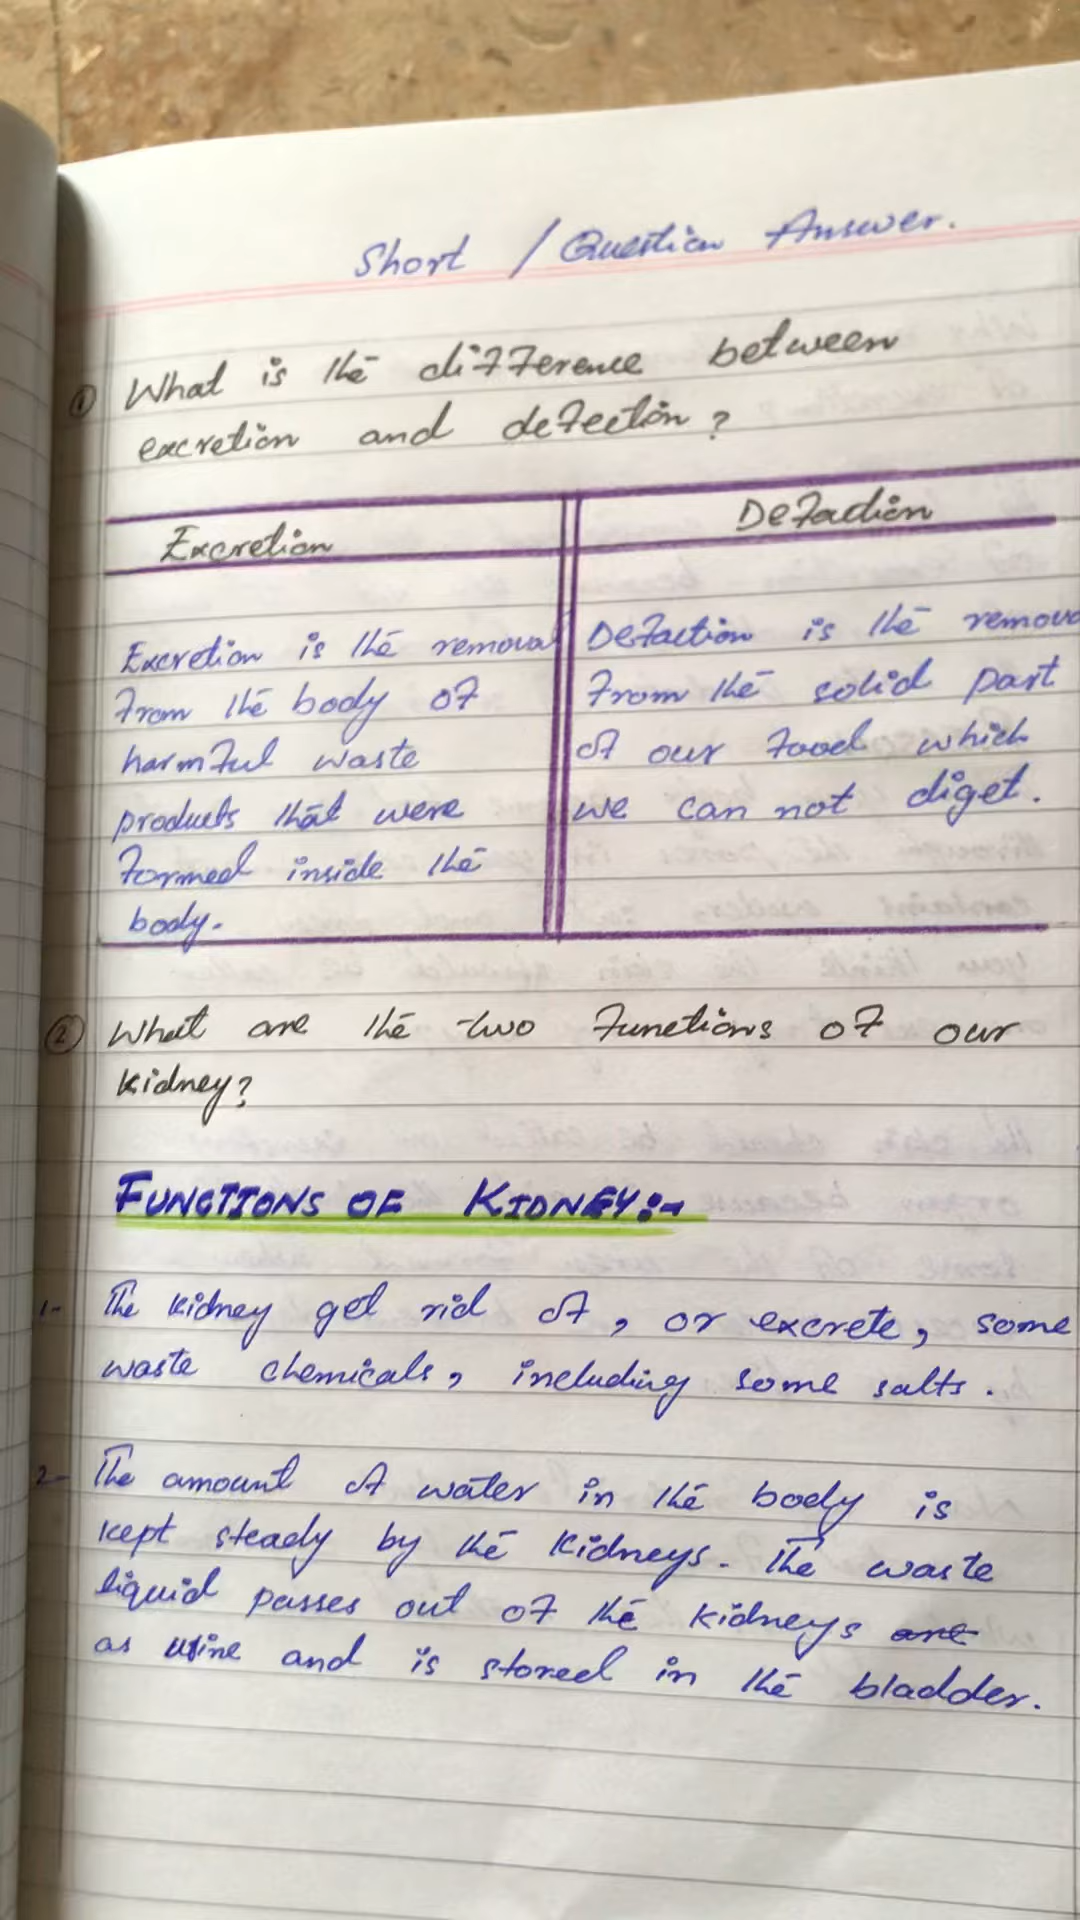 Short / Question Answer.
① What is the difference between
excretion and defection?
Excretion
Defaction
Excretion is the removal
from the body of
harmful waste
products that were
formed inside the
body.
Defaction is the remova
from the solid part
of our food which
we can not diget.
② What are the two functions of our
kidney?
FUNCTIONS OF KIDNEY:-
1- The kidney get rid of, or excrete, some
waste chemicals, including some salts.
2- The amount of water in the body is
kept steady by the kidneys. The waste
liquid passes out of the kidneys are
as urine and is stored in the bladder.